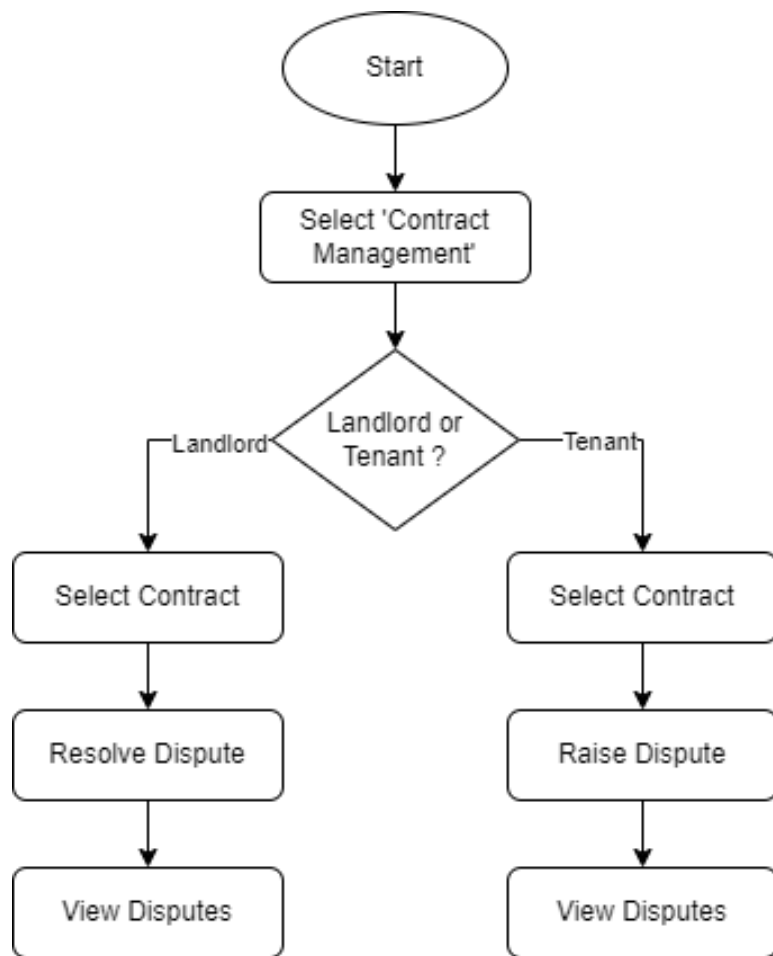 Start
Select 'Contract
Management'
Landlord or
Tenant ?
Landlord
Tenant
Select Contract
Select Contract
Resolve Dispute
Raise Dispute
View Disputes
View Disputes